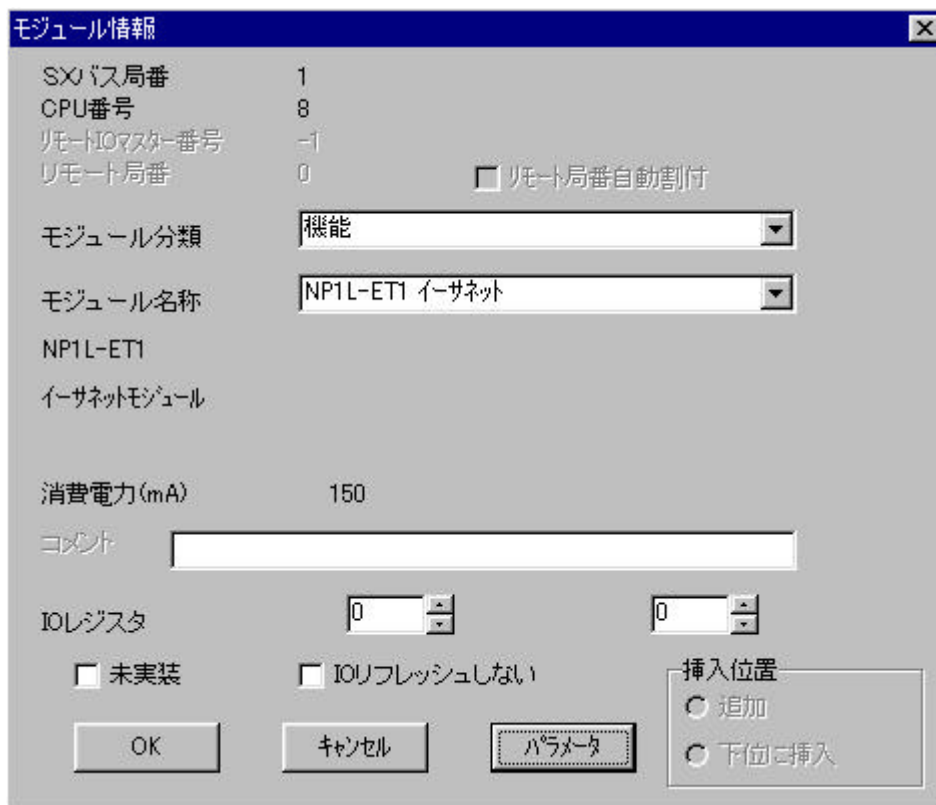 モジュール情報
SXバス局番 1
CPU番号 8
リモートIOマスター番号 -1
リモート局番 0 リモート局番自動割付
モジュール分類 機能
モジュール名称 NP1L-ET1 イーサネット
NP1L-ET1
イーサネットモジュール
消費電力(mA) 150
コメント
IOレジスタ 0 0
未実装 IOリフレッシュしない 挿入位置
追加
OK キャンセル パラメータ 下位に挿入